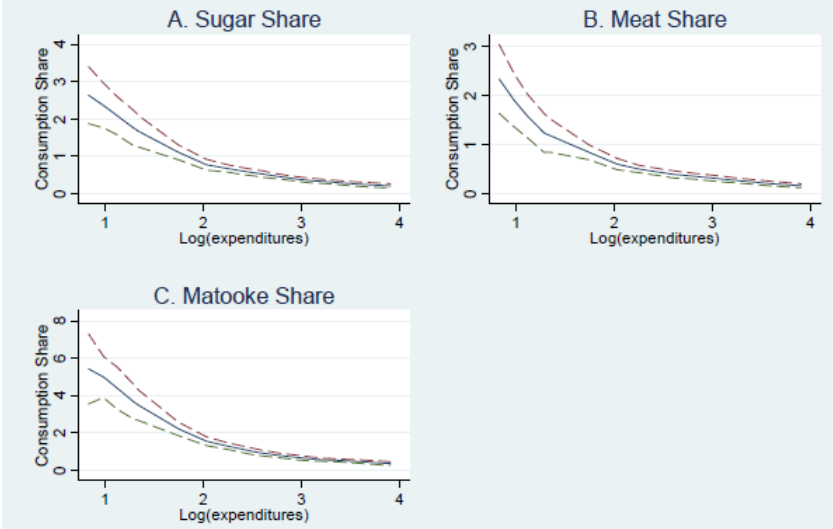 A. Sugar Share
Consumption Share
4
3
2
1
0
1 2 3 4
Log(expenditures)
B. Meat Share
Consumption Share
3
2
1
0
1 2 3 4
Log(expenditures)
C. Matooke Share
Consumption Share
8
6
4
2
0
1 2 3 4
Log(expenditures)